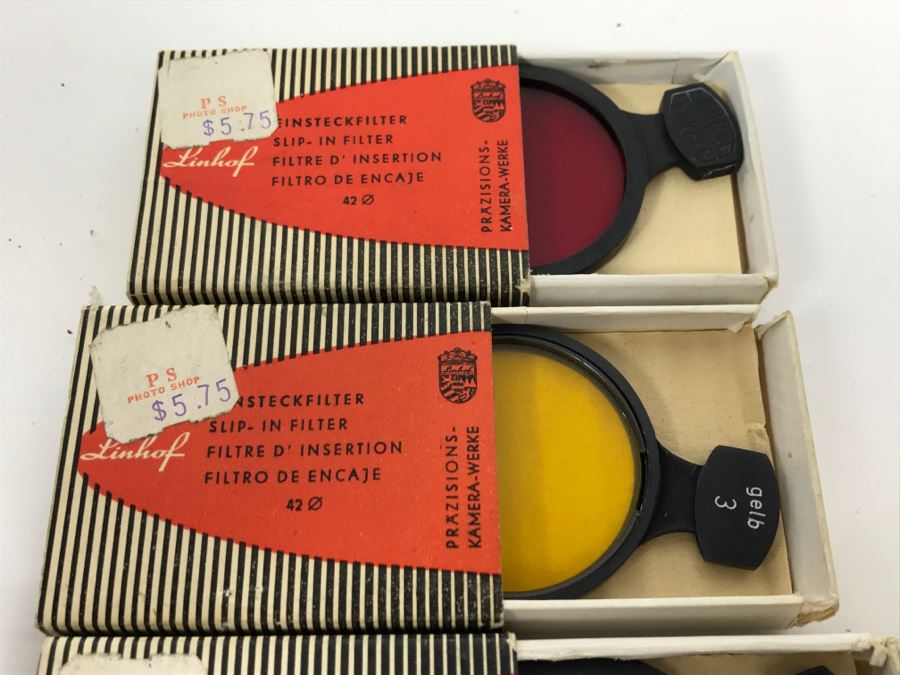 PS
PHOTO SHOP
$5.75
Linhof
EINSTECKFILTER
SLIP- IN FILTER
FILTRE D' INSERTION
FILTRO DE ENCAJE
42 Ø
PRÄZISIONS-
KAMERA-WERKE
PS
PHOTO SHOP
$5.75
Linhof
NSTECKFILTER
SLIP- IN FILTER
FILTRE D' INSERTION
FILTRO DE ENCAJE
42 Ø
Linhof
PRÄZISIONS-
KAMERA-WERKE
gelb
3